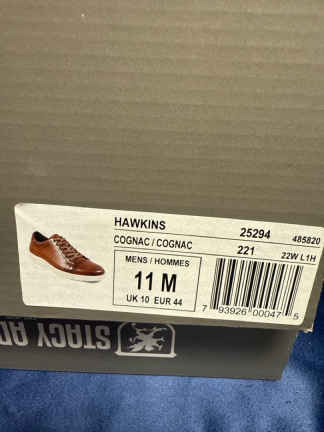 HAWKINS 25294 485820
COGNAC / COGNAC 221 22W L1H
MENS / HOMMES
11 M
UK 10 EUR 44
7 93926 00047 5
STACY AD